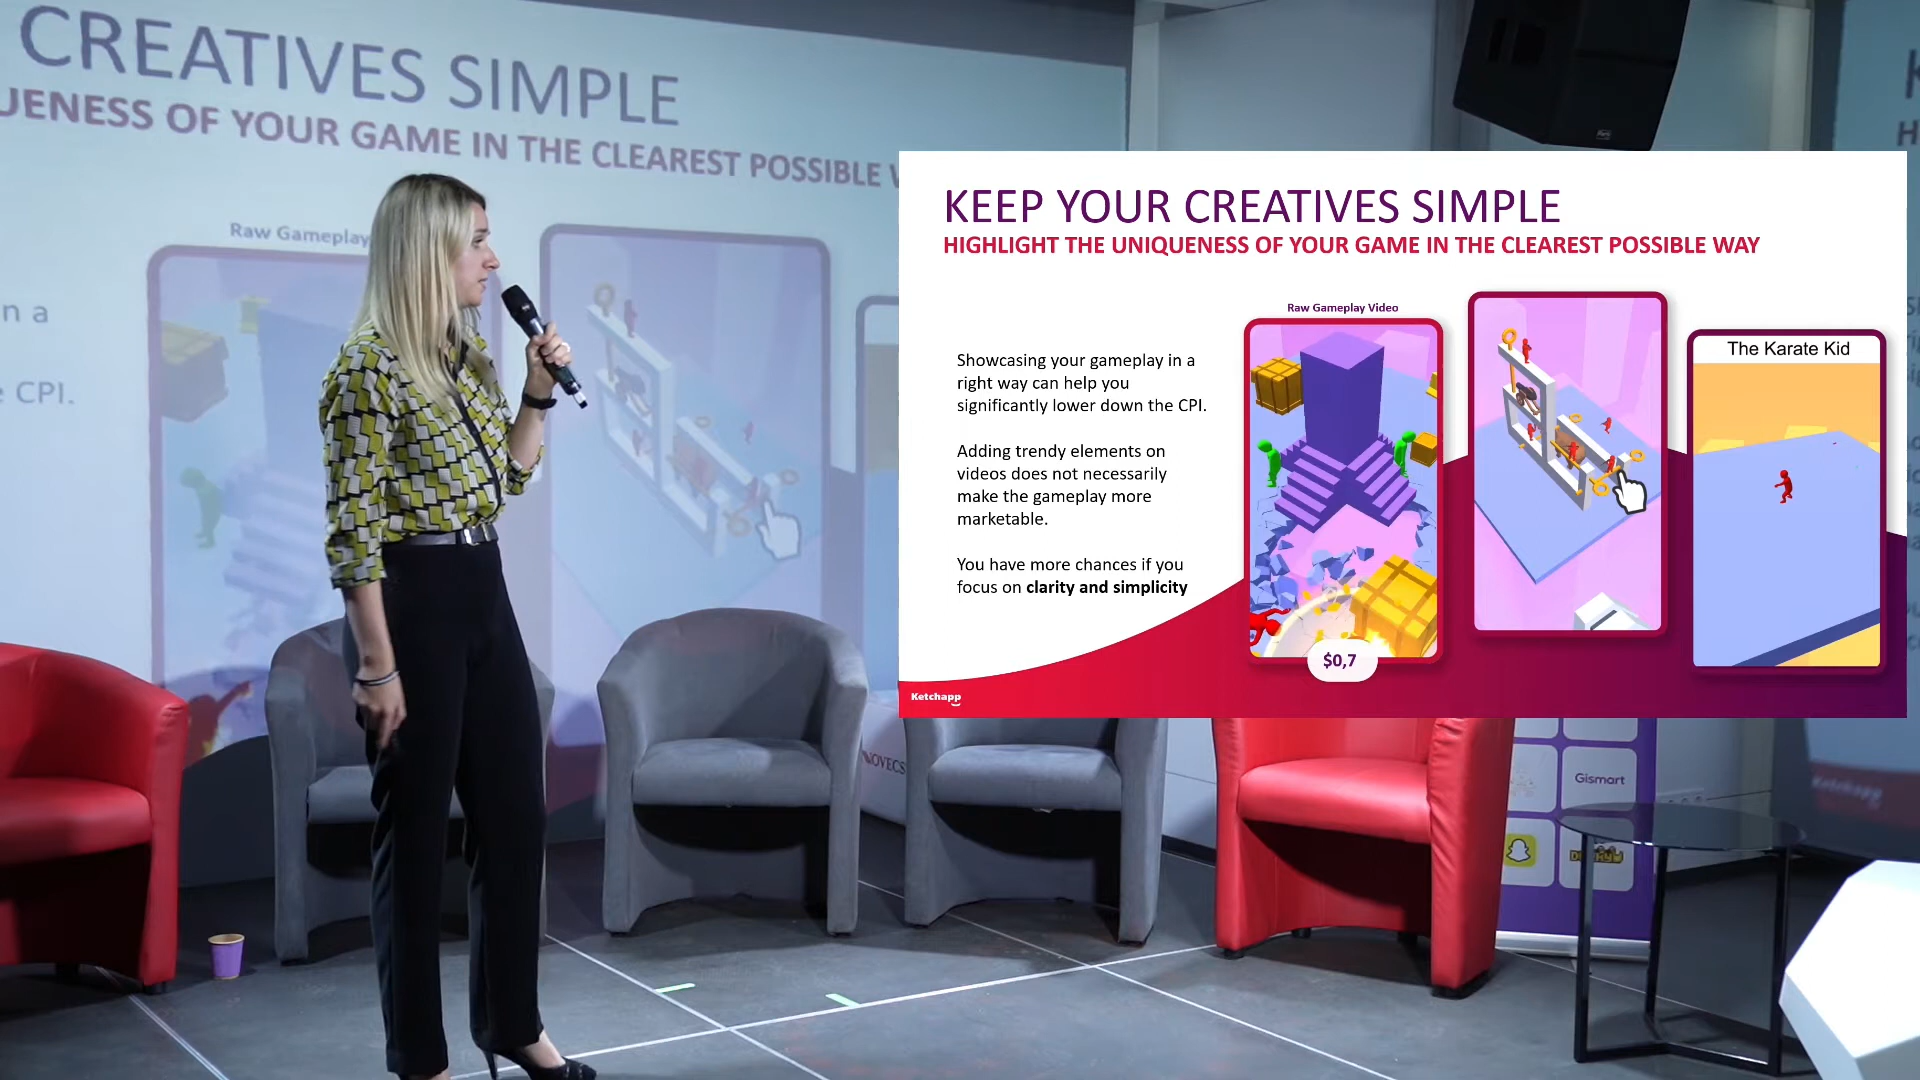 CREATIVES SIMPLE
UENESS OF YOUR GAME IN THE CLEAREST POSSIBLE
Raw Gameplay
n a
e CPI.
KEEP YOUR CREATIVES SIMPLE
HIGHLIGHT THE UNIQUENESS OF YOUR GAME IN THE CLEAREST POSSIBLE WAY
Raw Gameplay Video
The Karate Kid
Showcasing your gameplay in a
right way can help you
significantly lower down the CPI.
Adding trendy elements on
videos does not necessarily
make the gameplay more
marketable.
You have more chances if you
focus on clarity and simplicity
$0,7
Ketchapp
NOVECS
Gismart
Ketchapp